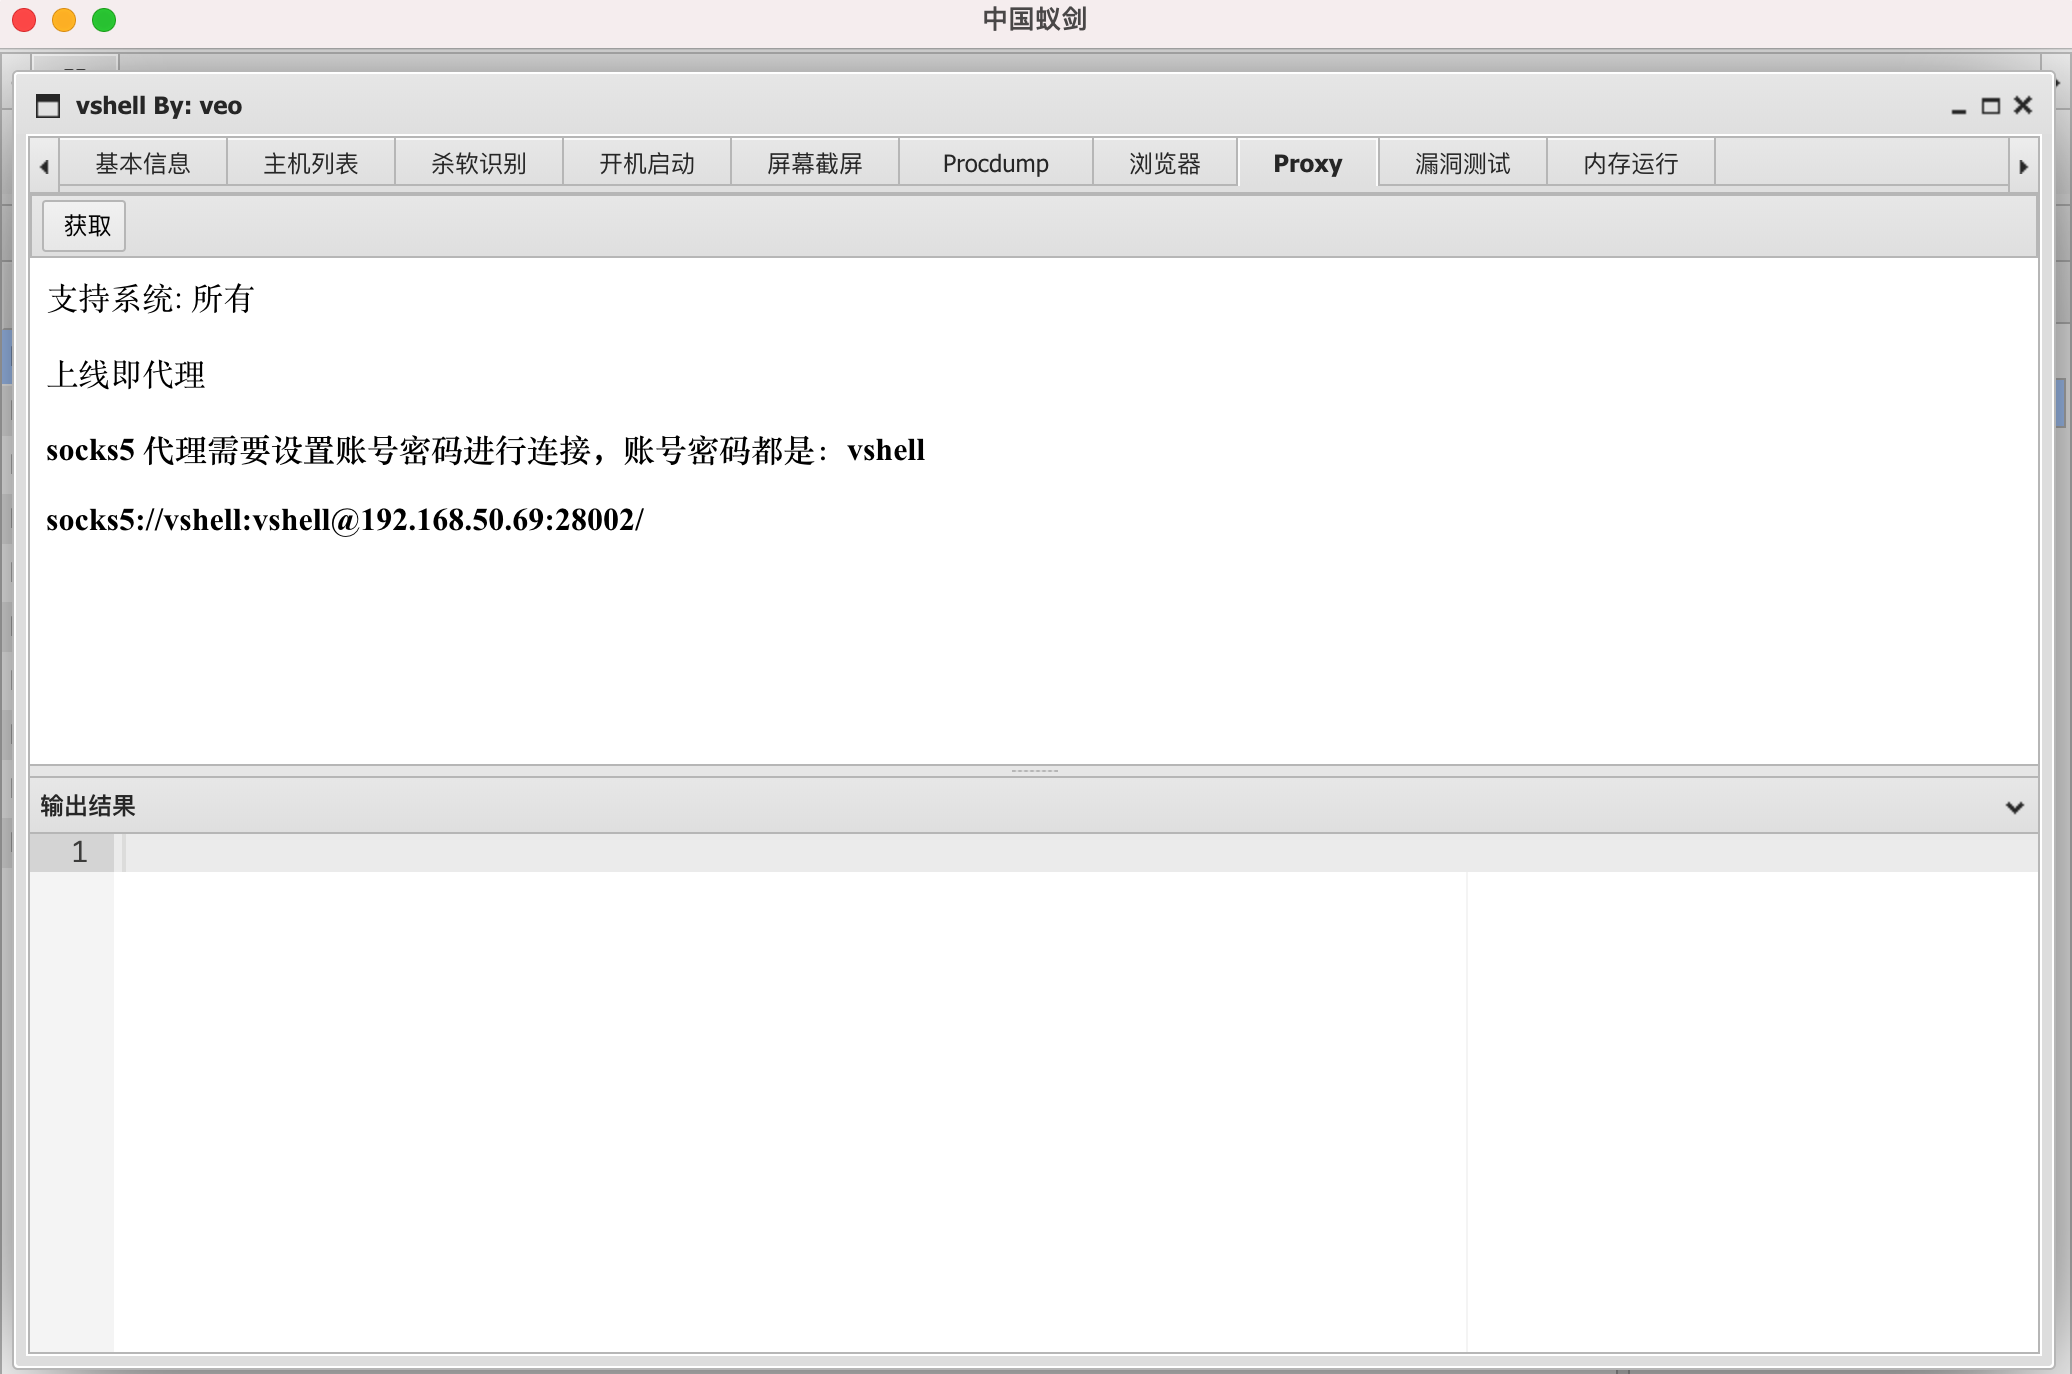 中国蚁剑
vshell By: veo
基本信息 主机列表 杀软识别 开机启动 屏幕截屏 Procdump 浏览器 Proxy 漏洞测试 内存运行
获取
支持系统: 所有
上线即代理
socks5 代理需要设置账号密码进行连接，账号密码都是：vshell
socks5://vshell:vshell@192.168.50.69:28002/
输出结果
1